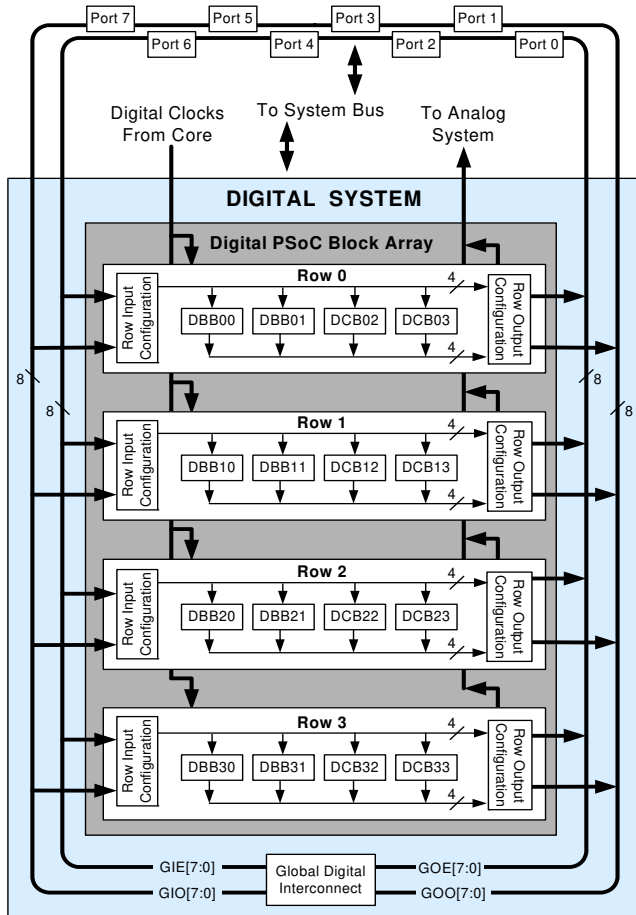 Port 7
Port 5
Port 3
Port 1
Port 6
Port 4
Port 2
Port 0
Digital Clocks
From Core
To System Bus
To Analog
System
DIGITAL SYSTEM
Digital PSoC Block Array
Row 0
4
Row Input
Configuration
DBB00
DBB01
DCB02
DCB03
4
Row Output
Configuration
8
8
8
8
Row 1
4
Row Input
Configuration
DBB10
DBB11
DCB12
DCB13
4
Row Output
Configuration
Row 2
4
Row Input
Configuration
DBB20
DBB21
DCB22
DCB23
4
Row Output
Configuration
Row 3
4
Row Input
Configuration
DBB30
DBB31
DCB32
DCB33
4
Row Output
Configuration
GIE[7:0]
GIO[7:0]
Global Digital
Interconnect
GOE[7:0]
GOO[7:0]